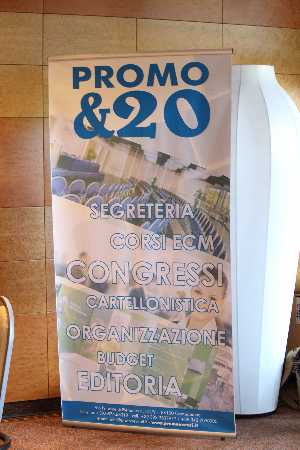 PROMO
&20
SEGRETERIA
CORSI ECM
CONGRESSI
CARTELLONISTICA
ORGANIZZAZIONE
BUDGET
EDITORIA